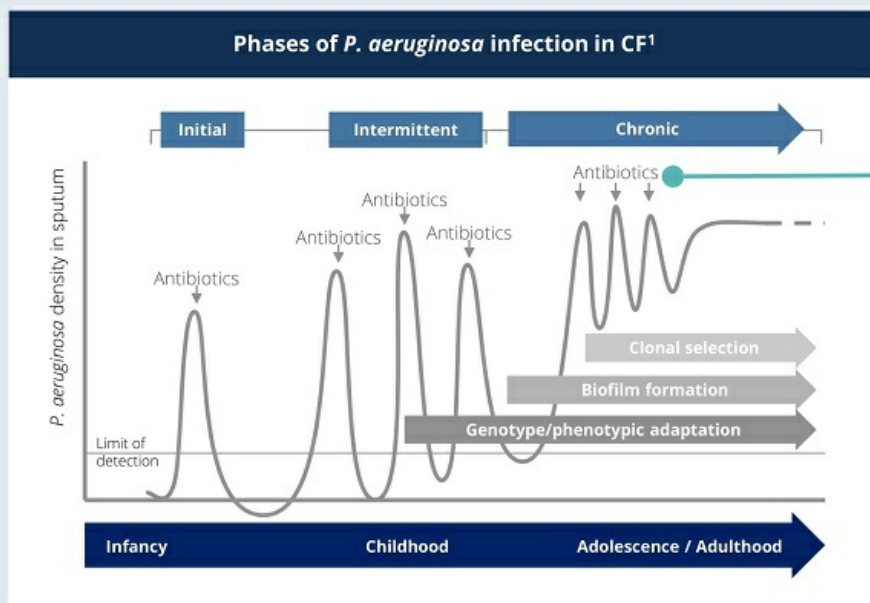 Phases of P. aeruginosa infection in CF¹
Initial
Intermittent
Chronic
Antibiotics
Antibiotics
Antibiotics
Antibiotics
Antibiotics
P. aeruginosa density in sputum
Clonal selection
Biofilm formation
Genotype/phenotypic adaptation
Limit of
detection
Infancy
Childhood
Adolescence / Adulthood